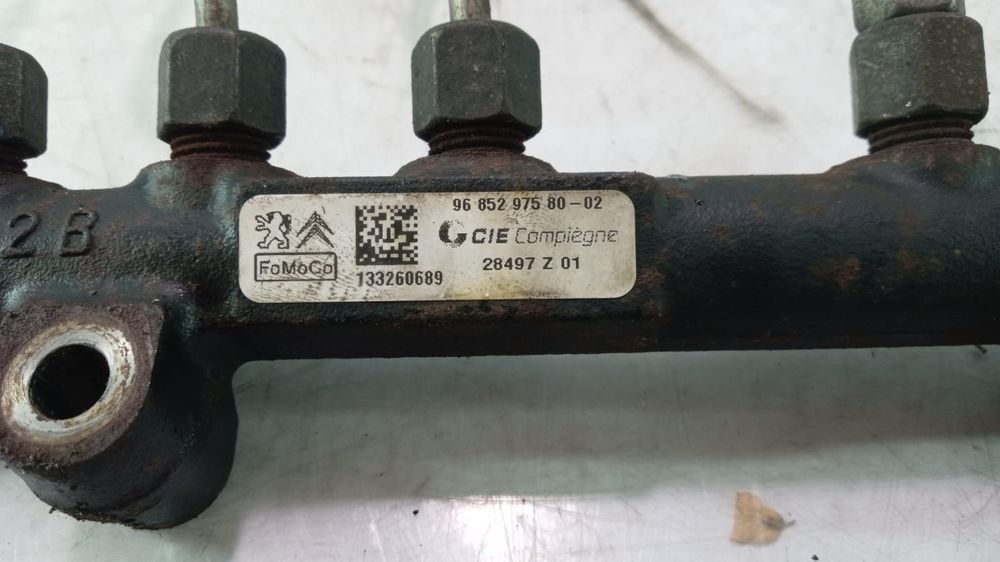 2B
96 852 975 80-02
CIE Compiègne
FoMoCo
133260689
28497 Z 01